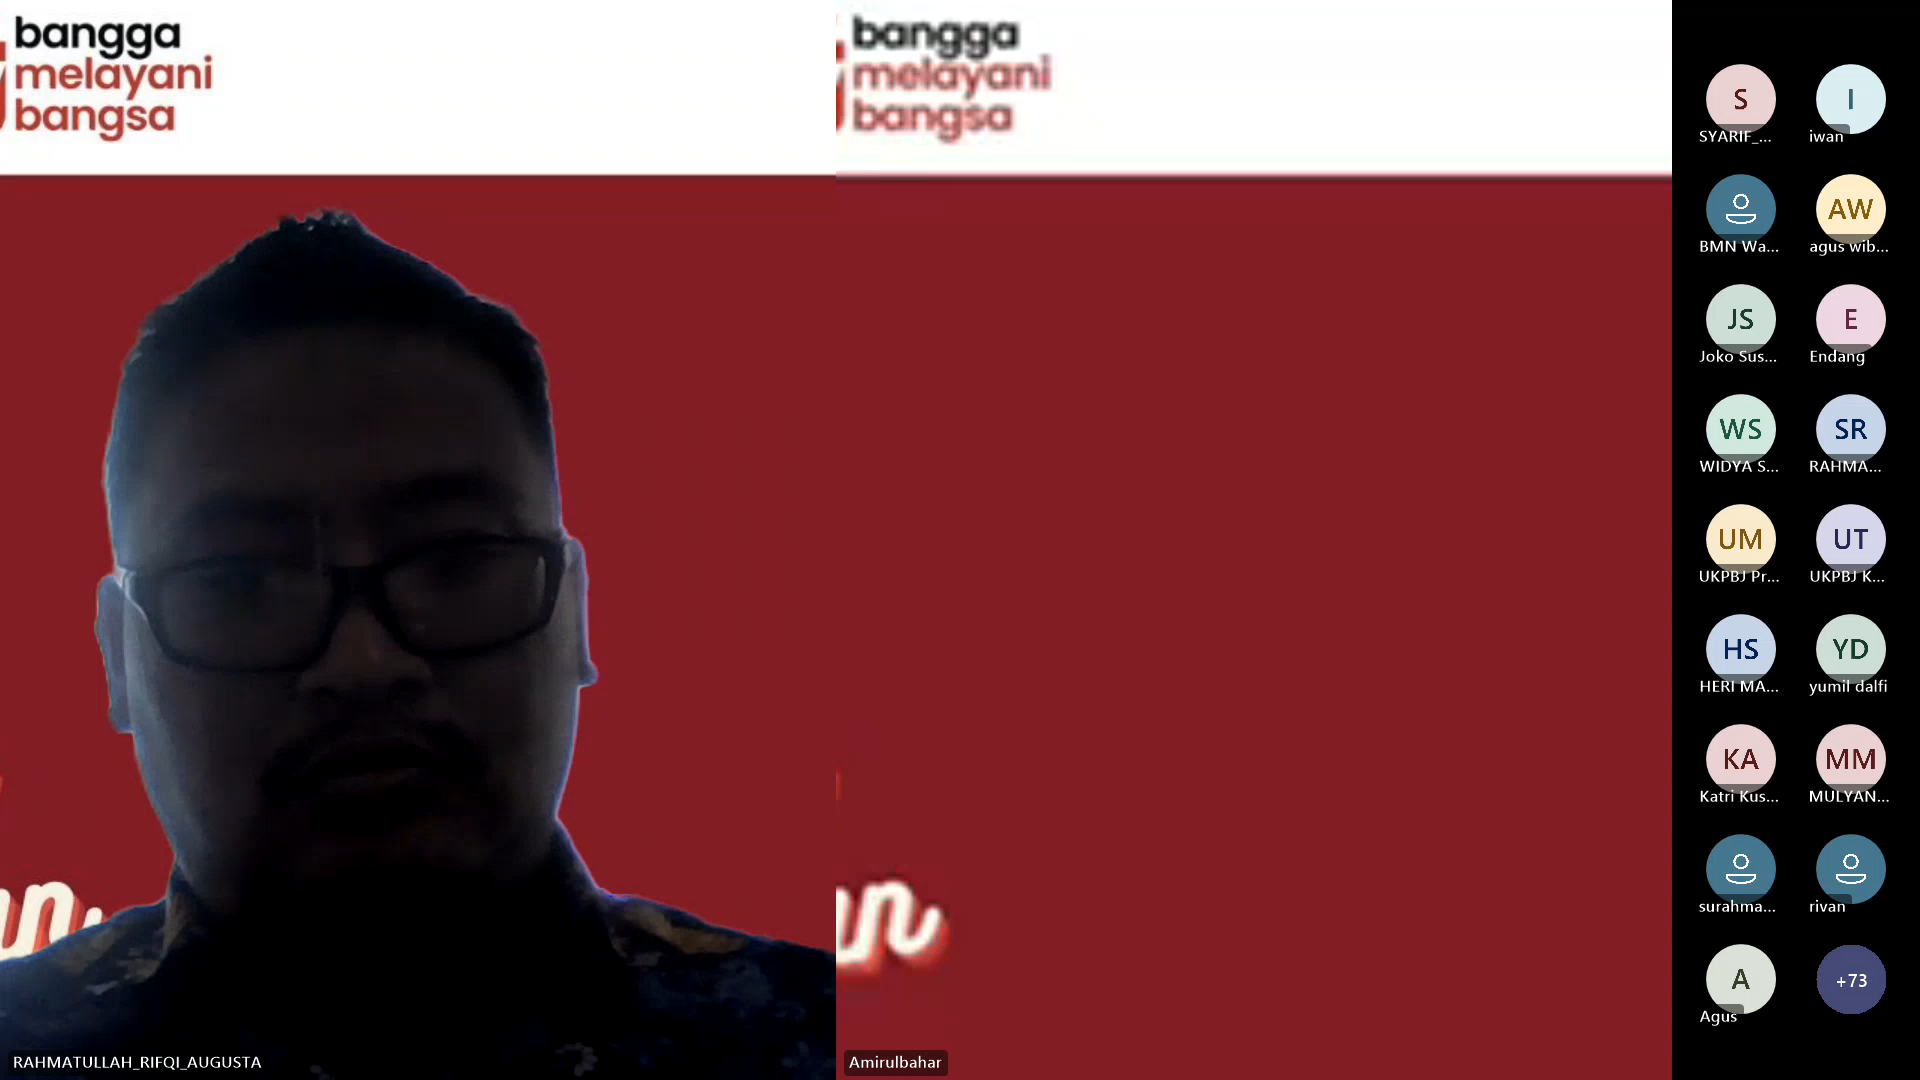 bangga
melayani
bangsa
RAHMATULLAH_RIFQI_AUGUSTA
bangga
melayani
bangsa
Amirulbahar
S
SYARIF_...
I
iwan
BMN Wa...
AW
agus wib...
JS
Joko Sus...
E
Endang
WS
WIDYA S...
SR
RAHMA...
UM
UKPBJ Pr...
UT
UKPBJ K...
HS
HERI MA...
YD
yumil dalfi
KA
Katri Kus...
MM
MULYAN...
surahma...
rivan
A
Agus
+73